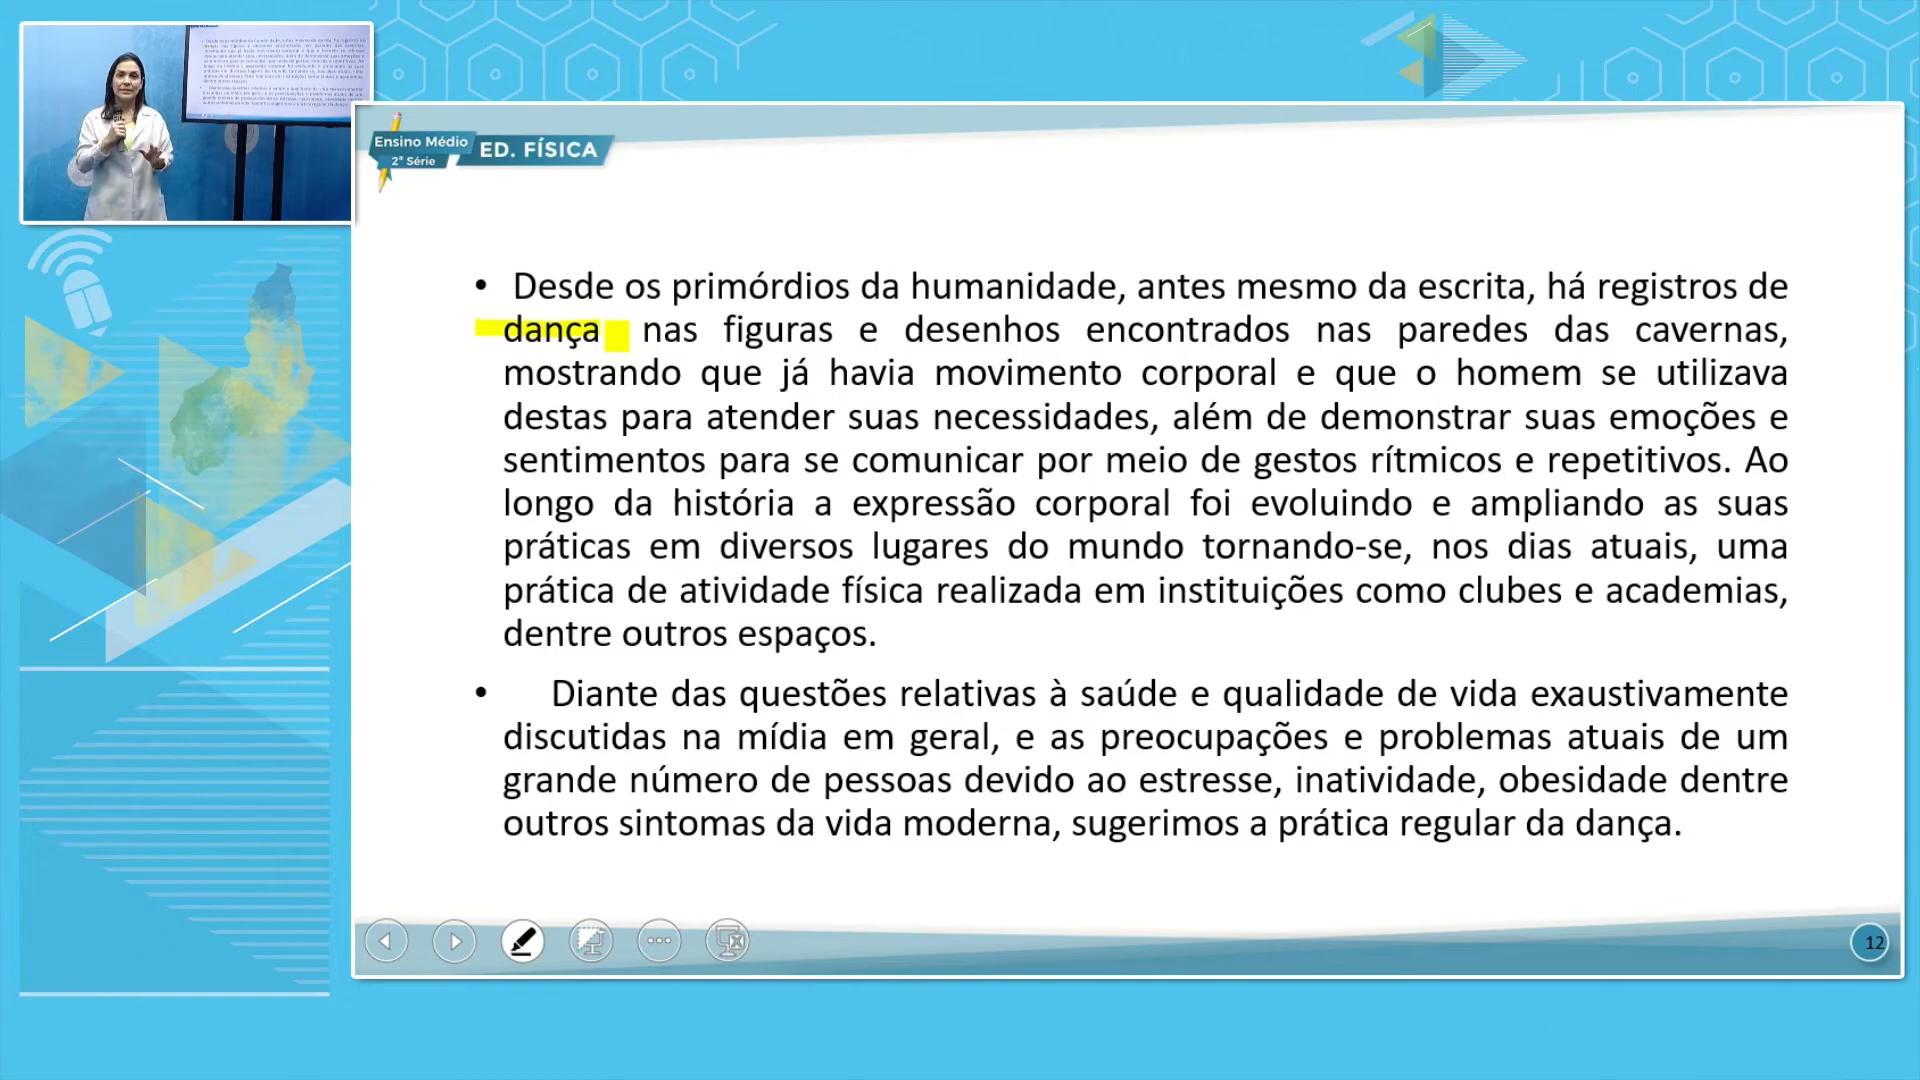 Ensino Médio
2ª Série
ED. FÍSICA
• Desde os primórdios da humanidade, antes mesmo da escrita, há registros de
dança nas figuras e desenhos encontrados nas paredes das cavernas,
mostrando que já havia movimento corporal e que o homem se utilizava
destas para atender suas necessidades, além de demonstrar suas emoções e
sentimentos para se comunicar por meio de gestos rítmicos e repetitivos. Ao
longo da história a expressão corporal foi evoluindo e ampliando as suas
práticas em diversos lugares do mundo tornando-se, nos dias atuais, uma
prática de atividade física realizada em instituições como clubes e academias,
dentre outros espaços.
• Diante das questões relativas à saúde e qualidade de vida exaustivamente
discutidas na mídia em geral, e as preocupações e problemas atuais de um
grande número de pessoas devido ao estresse, inatividade, obesidade dentre
outros sintomas da vida moderna, sugerimos a prática regular da dança.
12